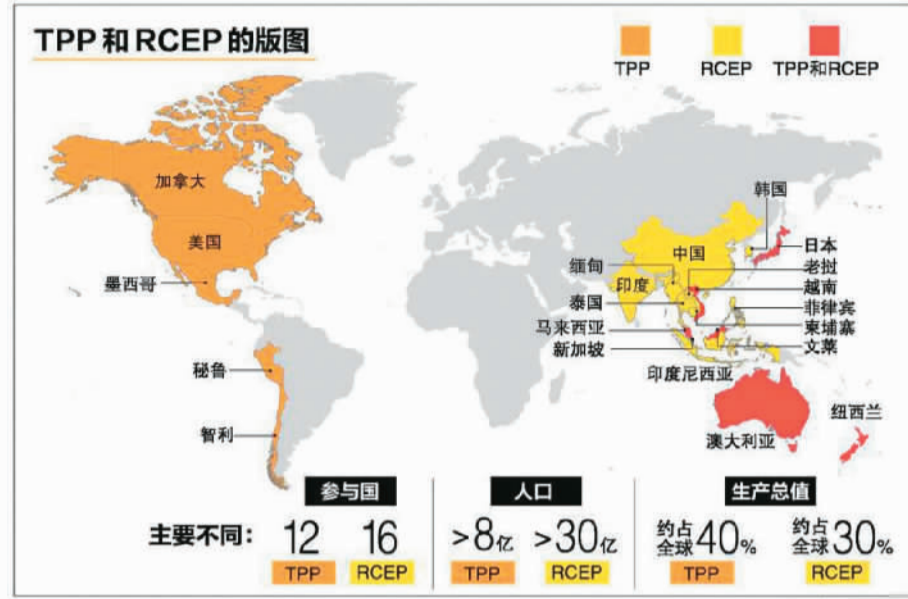 TPP和RCEP的版图
TPP
RCEP
TPP和RCEP
加拿大
美国
墨西哥
秘鲁
智利
韩国
中国
日本
缅甸
老挝
印度
越南
泰国
菲律宾
马来西亚
柬埔寨
新加坡
文莱
印度尼西亚
纽西兰
澳大利亚
参与国
人口
生产总值
主要不同：
12
TPP
16
RCEP
>8亿
TPP
>30亿
RCEP
约占
全球40%
TPP
约占
全球30%
RCEP